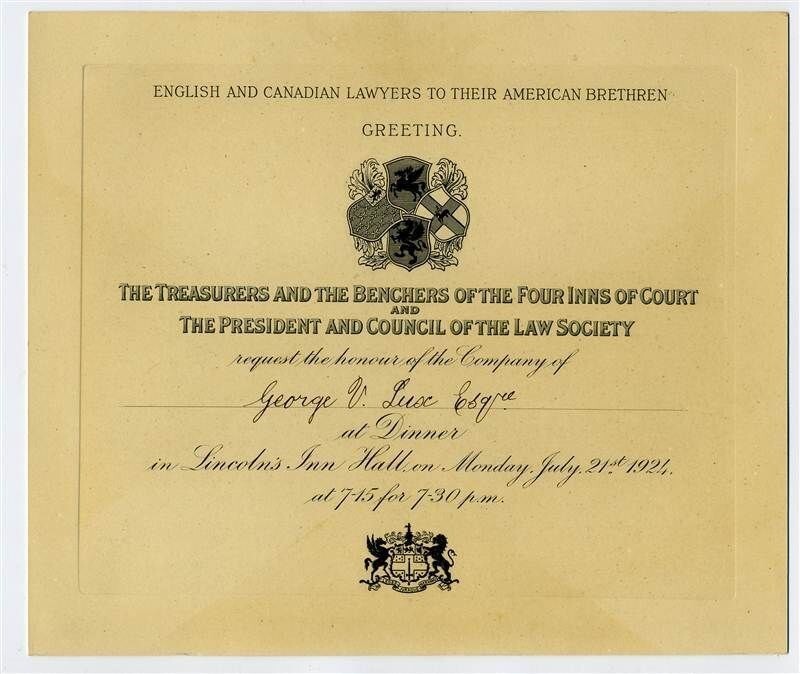 ENGLISH AND CANADIAN LAWYERS TO THEIR AMERICAN BRETHREN
GREETING.
THE TREASURERS AND THE BENCHERS OF THE FOUR INNS OF COURT
AND
THE PRESIDENT AND COUNCIL OF THE LAW SOCIETY
request the honour of the Company of
George V. Lux Esqre
at Dinner
in Lincoln's Inn Hall, on Monday, July, 21st 1924,
at 7-15 for 7-30 p.m.